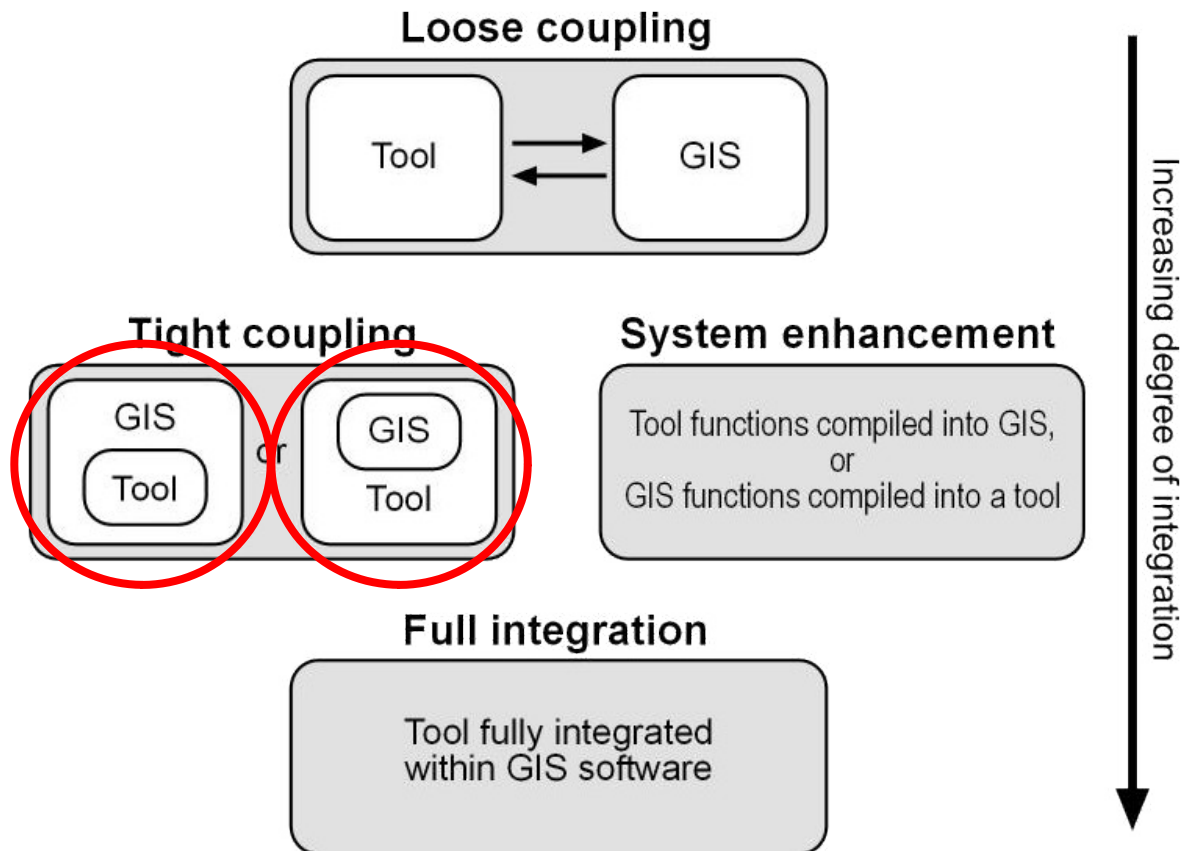 Loose coupling
Tool
GIS
Tight coupling
GIS
Tool
or
GIS
Tool
System enhancement
Tool functions compiled into GIS,
or
GIS functions compiled into a tool
Full integration
Tool fully integrated
within GIS software
Increasing degree of integration